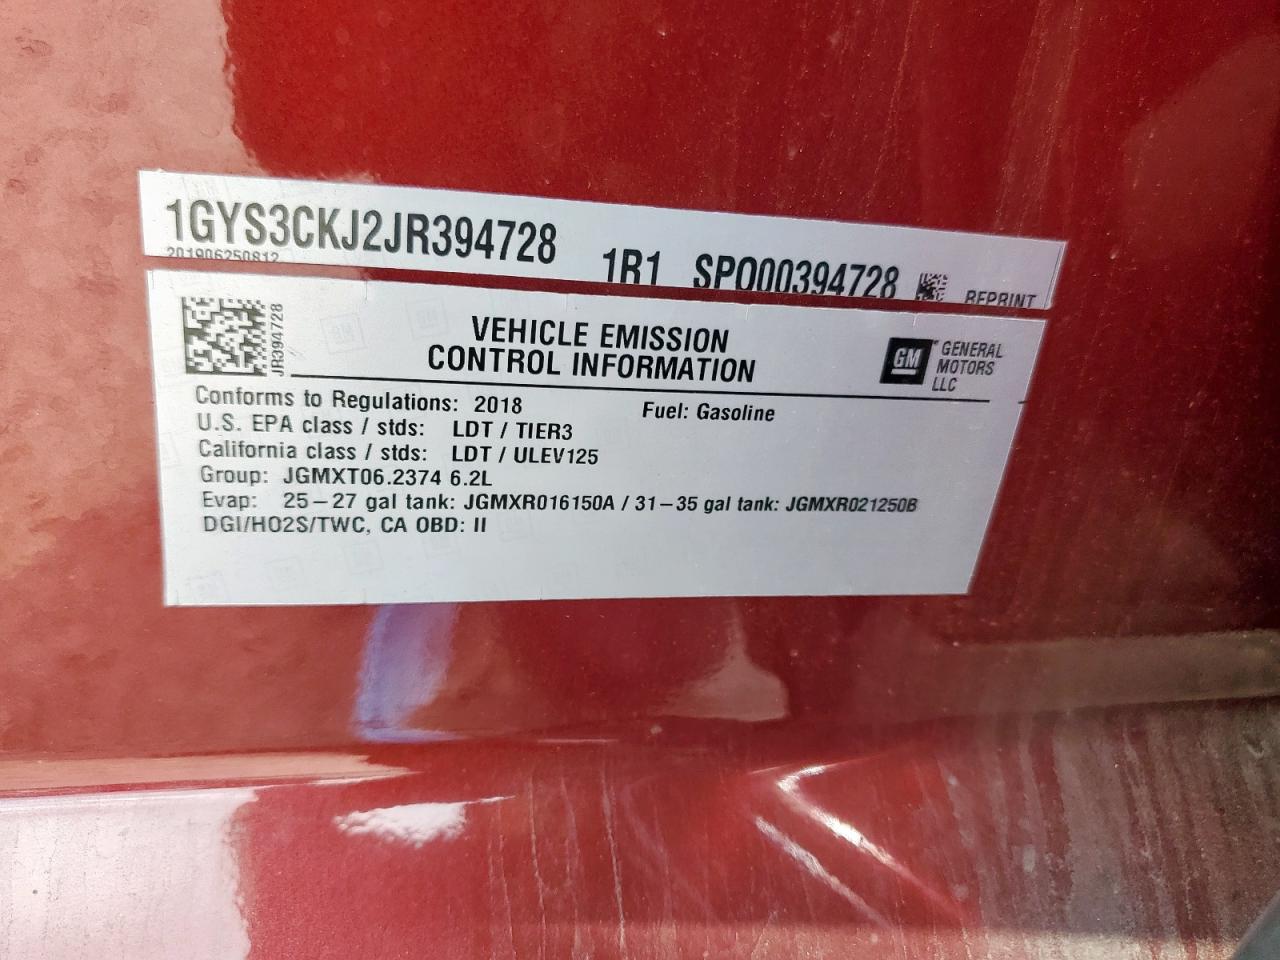 1GYS3CKJ2JR394728 1R1 SP000394728 REPRINT
201906250812
JR394728
VEHICLE EMISSION
CONTROL INFORMATION
GM GENERAL
MOTORS
LLC
Conforms to Regulations: 2018 Fuel: Gasoline
U.S. EPA class / stds: LDT / TIER3
California class / stds: LDT / ULEV125
Group: JGMXT06.2374 6.2L
Evap: 25-27 gal tank: JGMXR016150A / 31-35 gal tank: JGMXR021250B
DGI/HO2S/TWC, CA OBD: II